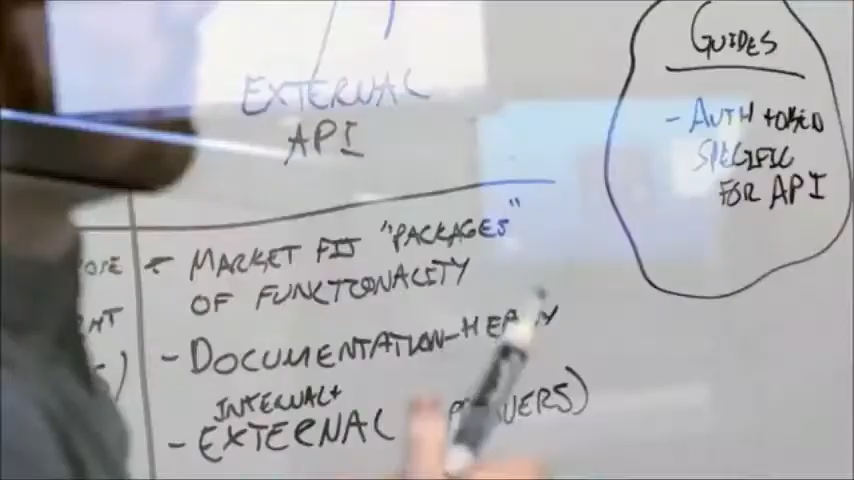 EXTERNAL
API
GUIDES
- AUTH TOKEN
SPECIFIC
FOR API
- MARKET FIT "PACKAGES"
OF FUNCTIONALITY
- DOCUMENTATION-HEAVY
INTERNAL+
- EXTERNAL